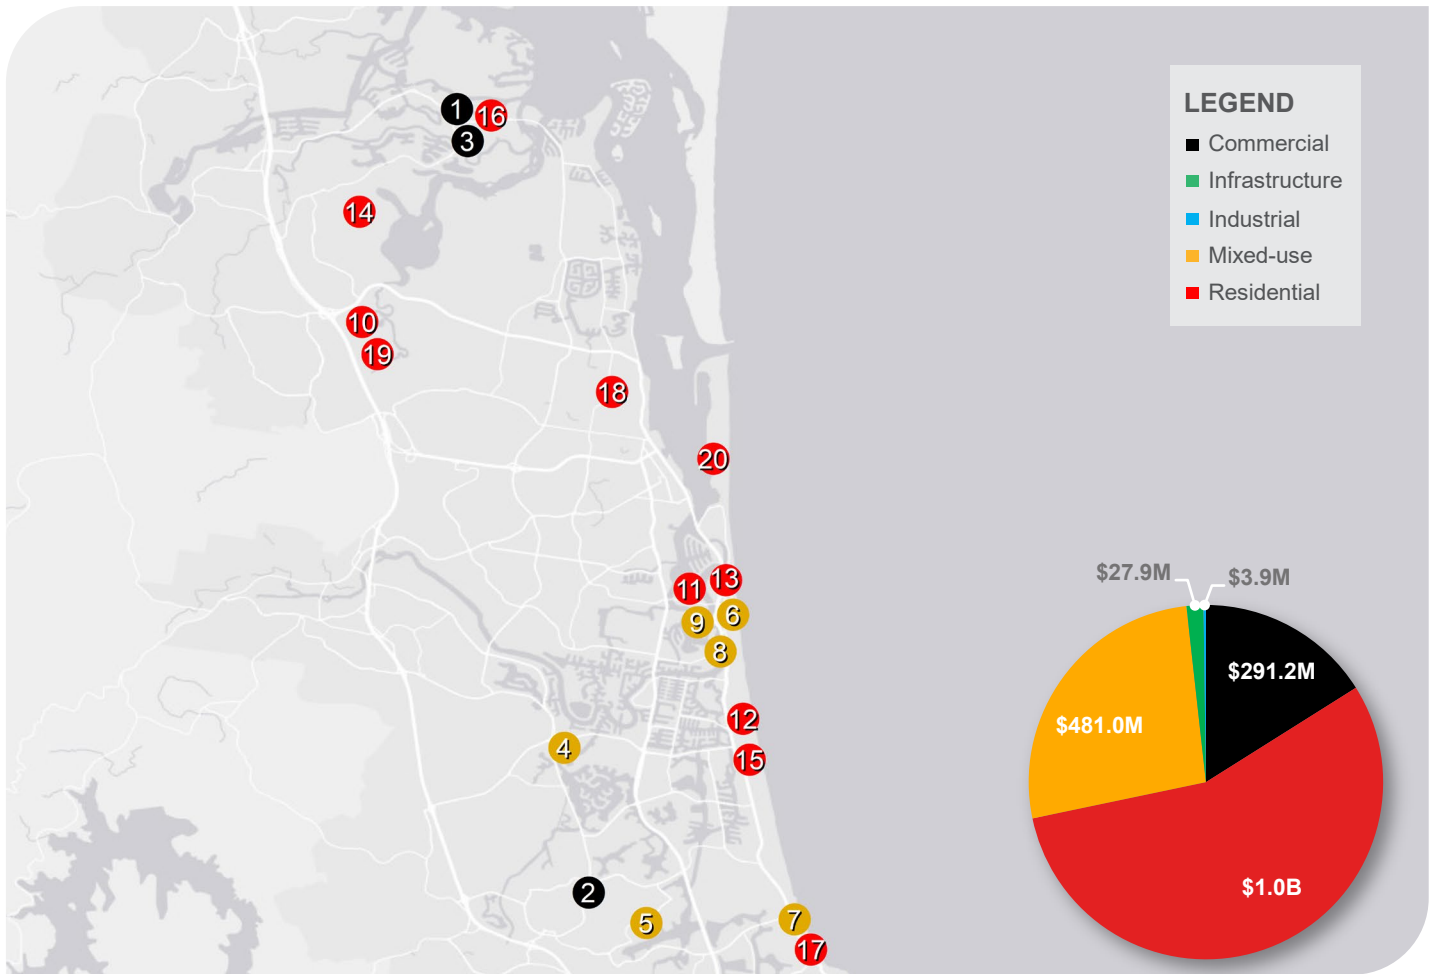 1
16
3
14
10
19
18
20
11
13
9
6
8
12
4
15
2
5
7
17
LEGEND
Commercial
Infrastructure
Industrial
Mixed-use
Residential
$27.9M
$3.9M
$291.2M
$481.0M
$1.0B